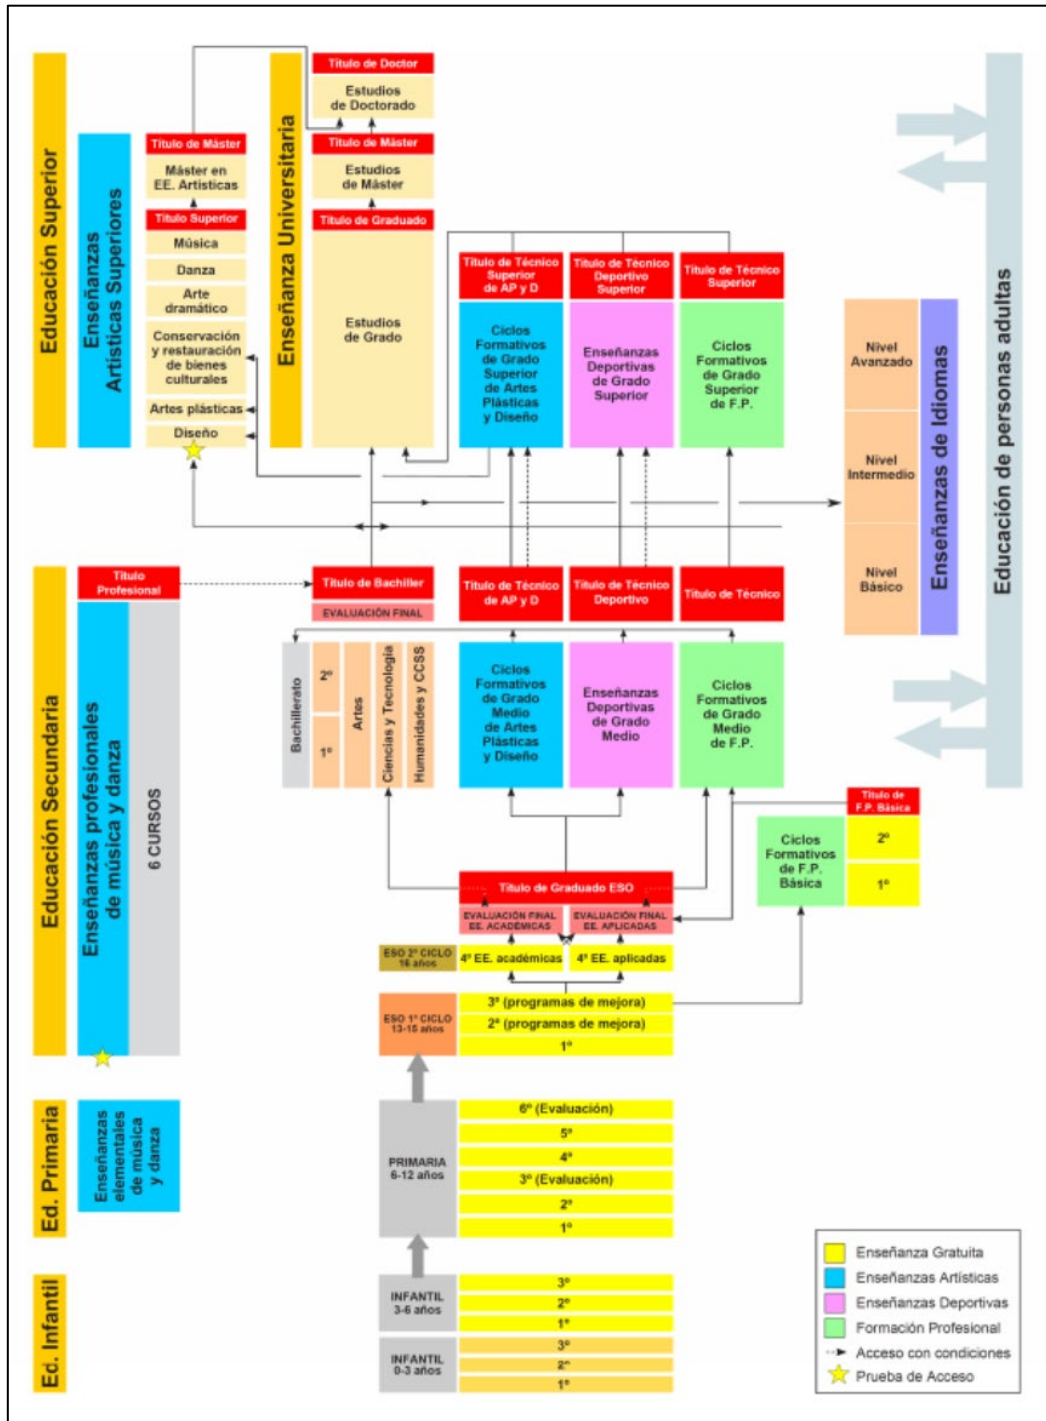 Educación Superior
Enseñanzas
Artísticas Superiores
Título de Máster
Máster en
EE. Artísticas
Título Superior
Música
Danza
Arte
dramático
Conservación
y restauración
de bienes
culturales
Artes plásticas
Diseño
Enseñanza Universitaria
Título de Doctor
Estudios
de Doctorado
Título de Máster
Estudios
de Máster
Título de Graduado
Estudios
de Grado
Título de Técnico
Superior
de AP y D
Ciclos
Formativos
de Grado
Superior
de Artes
Plásticas
y Diseño
Título de Técnico
Deportivo
Superior
Enseñanzas
Deportivas
de Grado
Superior
Título de Técnico
Superior
Ciclos
Formativos
de Grado
Superior
de F.P.
Nivel
Avanzado
Nivel
Intermedio
Nivel
Básico
Enseñanzas de Idiomas
Educación de personas adultas
Educación Secundaria
Título
Profesional
Enseñanzas profesionales
de música y danza
6 CURSOS
Título de Bachiller
EVALUACIÓN FINAL
Bachillerato
2º
1º
Artes
Ciencias y Tecnología
Humanidades y CCSS
Título de Técnico
de AP y D
Ciclos
Formativos
de Grado
Medio
de Artes
Plásticas
y Diseño
Título de Técnico
Deportivo
Enseñanzas
Deportivas
de Grado
Medio
Título de Técnico
Ciclos
Formativos
de Grado
Medio
de F.P.
Título de
F.P. Básica
Ciclos
Formativos
de F.P.
Básica
2º
1º
Título de Graduado ESO
EVALUACIÓN FINAL
EE. ACADÉMICAS
EVALUACIÓN FINAL
EE. APLICADAS
ESO 2º CICLO
16 años
4º EE. académicas
4º EE. aplicadas
ESO 1º CICLO
13-15 años
3º (programas de mejora)
2º (programas de mejora)
1º
Ed. Primaria
Enseñanzas
elementales
de música
y danza
PRIMARIA
6-12 años
6º (Evaluación)
5º
4º
3º (Evaluación)
2º
1º
Ed. Infantil
INFANTIL
3-6 años
3º
2º
1º
INFANTIL
0-3 años
3º
2º
1º
Enseñanza Gratuita
Enseñanzas Artísticas
Enseñanzas Deportivas
Formación Profesional
Acceso con condiciones
Prueba de Acceso